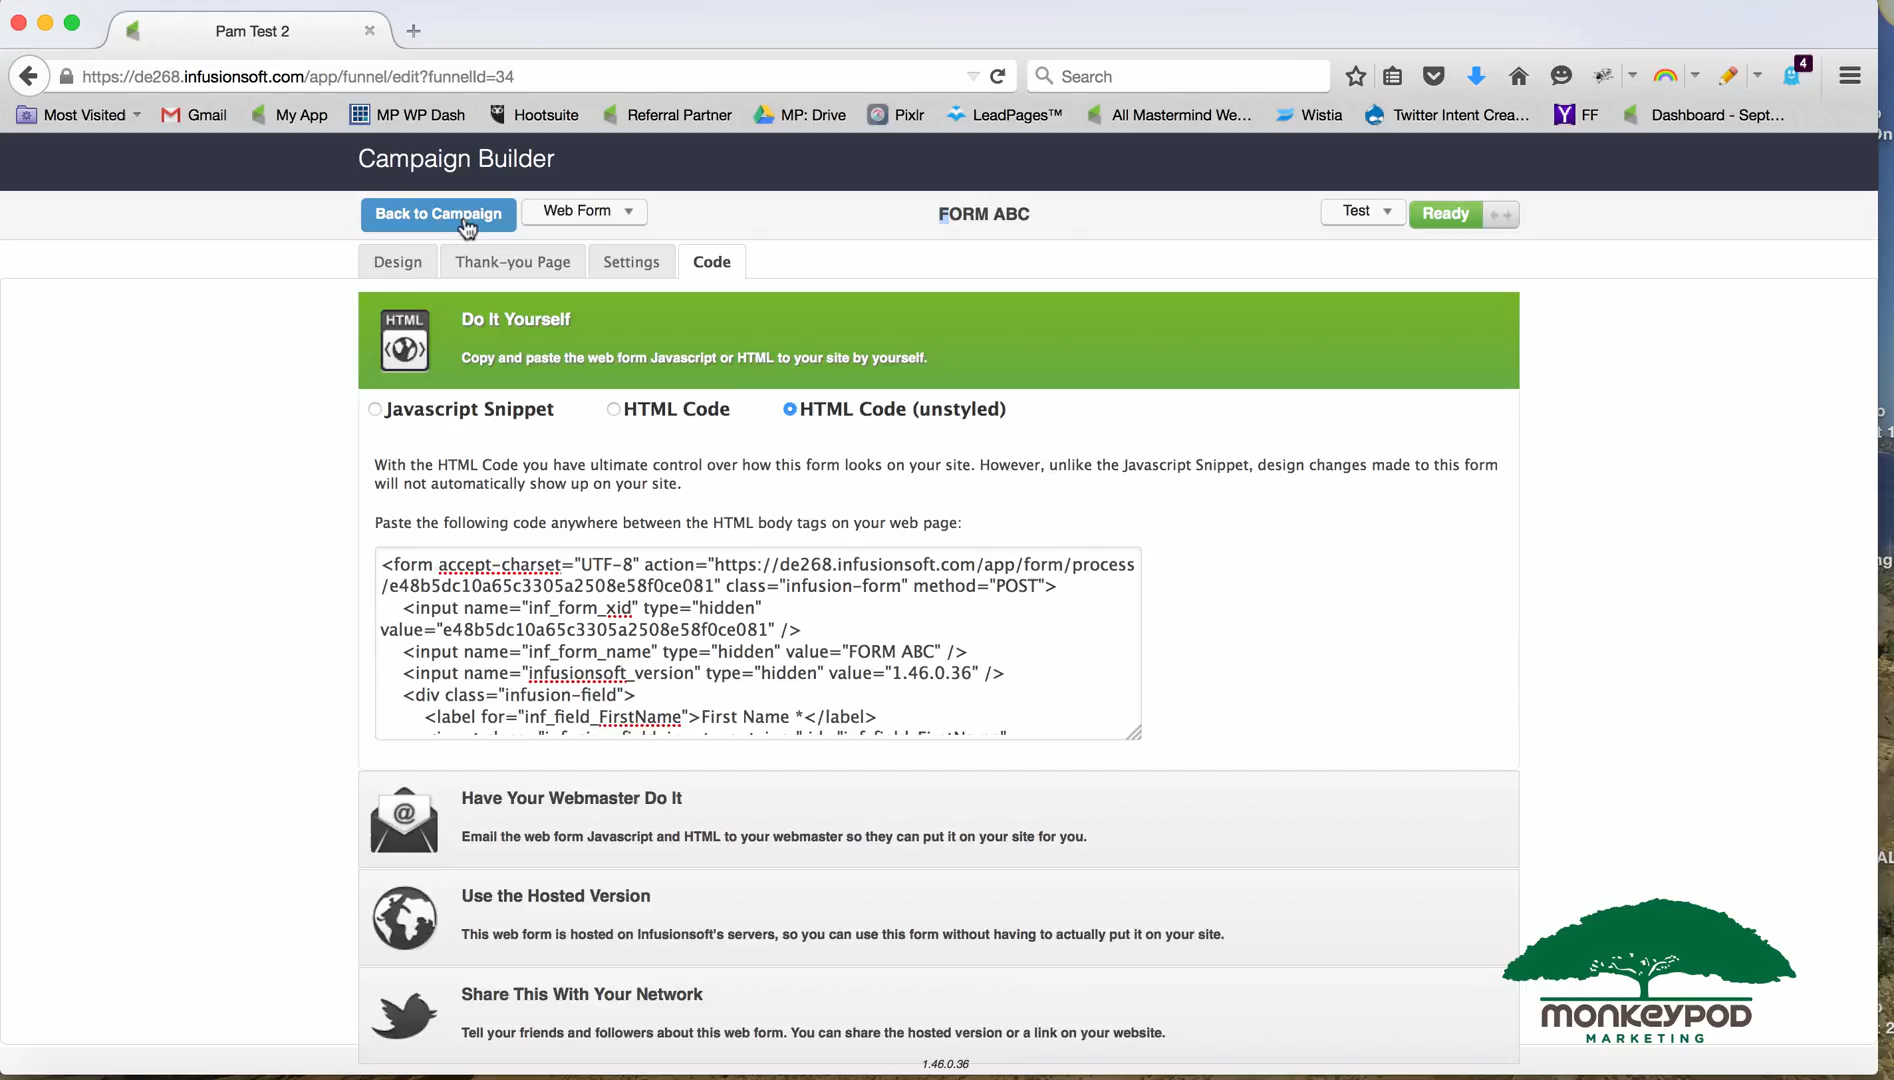 Pam Test 2
https://de268.infusionsoft.com/app/funnel/edit?funnelId=34
Search
4
Most Visited
Gmail
My App
MP WP Dash
Hootsuite
Referral Partner
MP: Drive
Pixlr
LeadPages™
All Mastermind We...
Wistia
Twitter Intent Crea...
FF
Dashboard - Sept...
Campaign Builder
Back to Campaign
Web Form
FORM ABC
Test
Ready
Design
Thank-you Page
Settings
Code
HTML
Do It Yourself
Copy and paste the web form Javascript or HTML to your site by yourself.
Javascript Snippet
HTML Code
HTML Code (unstyled)
With the HTML Code you have ultimate control over how this form looks on your site. However, unlike the Javascript Snippet, design changes made to this form
will not automatically show up on your site.
Paste the following code anywhere between the HTML body tags on your web page:
<form accept-charset="UTF-8" action="https://de268.infusionsoft.com/app/form/process
/e48b5dc10a65c3305a2508e58f0ce081" class="infusion-form" method="POST">
<input name="inf_form_xid" type="hidden"
value="e48b5dc10a65c3305a2508e58f0ce081" />
<input name="inf_form_name" type="hidden" value="FORM ABC" />
<input name="infusionsoft_version" type="hidden" value="1.46.0.36" />
<div class="infusion-field">
<label for="inf_field_FirstName">First Name *</label>
Have Your Webmaster Do It
Email the web form Javascript and HTML to your webmaster so they can put it on your site for you.
Use the Hosted Version
This web form is hosted on Infusionsoft's servers, so you can use this form without having to actually put it on your site.
Share This With Your Network
Tell your friends and followers about this web form. You can share the hosted version or a link on your website.
1.46.0.36
MONKEYPOD
MARKETING